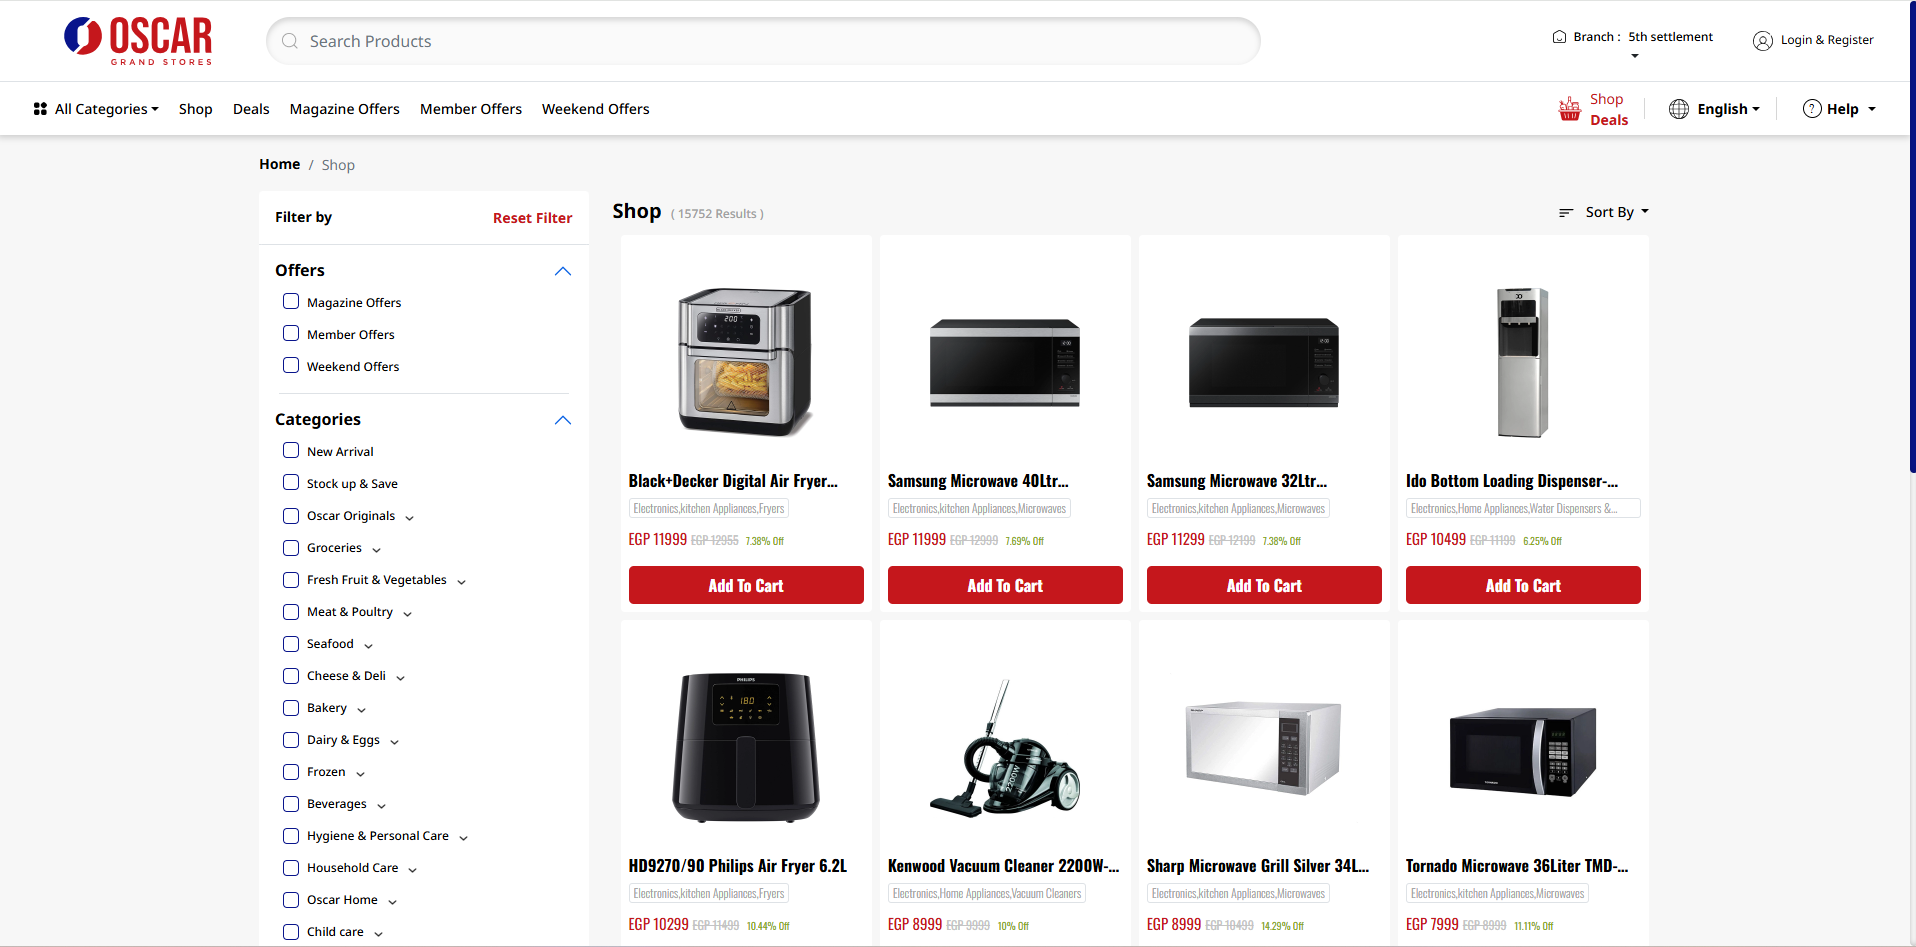 OSCAR
GRAND STORES
Search Products
Branch : 5th settlement
Login & Register
All Categories
Shop
Deals
Magazine Offers
Member Offers
Weekend Offers
Shop
Deals
English
Help
Home / Shop
Filter by
Reset Filter
Offers
Magazine Offers
Member Offers
Weekend Offers
Categories
New Arrival
Stock up & Save
Oscar Originals
Groceries
Fresh Fruit & Vegetables
Meat & Poultry
Seafood
Cheese & Deli
Bakery
Dairy & Eggs
Frozen
Beverages
Hygiene & Personal Care
Household Care
Oscar Home
Child care
Shop ( 15752 Results )
Sort By
200
Black+Decker Digital Air Fryer...
Electronics,kitchen Appliances,Fryers
EGP 11999 EGP 12955 7.38% Off
Add To Cart
Samsung Microwave 40Ltr...
Electronics,kitchen Appliances,Microwaves
EGP 11999 EGP 12999 7.69% Off
Add To Cart
Samsung Microwave 32Ltr...
Electronics,kitchen Appliances,Microwaves
EGP 11299 EGP 12199 7.38% Off
Add To Cart
Ido Bottom Loading Dispenser-...
Electronics,Home Appliances,Water Dispensers &...
EGP 10499 EGP 11199 6.25% Off
Add To Cart
PHILIPS
180
HD9270/90 Philips Air Fryer 6.2L
Electronics,kitchen Appliances,Fryers
EGP 10299 EGP 11499 10.44% Off
2200W
Kenwood Vacuum Cleaner 2200W-...
Electronics,Home Appliances,Vacuum Cleaners
EGP 8999 EGP 9999 10% Off
Sharp Microwave Grill Silver 34L...
Electronics,kitchen Appliances,Microwaves
EGP 8999 EGP 10499 14.29% Off
Tornado Microwave 36Liter TMD-...
Electronics,kitchen Appliances,Microwaves
EGP 7999 EGP 8999 11.11% Off